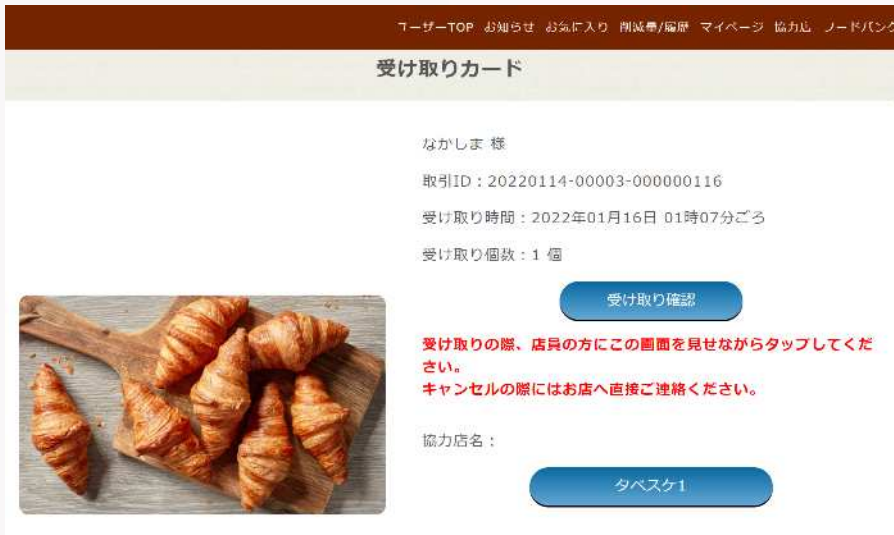 ユーザーTOP お知らせ お気に入り 削減量/履歴 マイページ 協力店 フードバンク
受け取りカード
なかしま 様
取引ID：20220114-00003-000000116
受け取り時間：2022年01月16日 01時07分ごろ
受け取り個数：1 個
受け取り確認
受け取りの際、店員の方にこの画面を見せながらタップしてくだ
さい。
キャンセルの際にはお店へ直接ご連絡ください。
協力店名：
タベスケ1